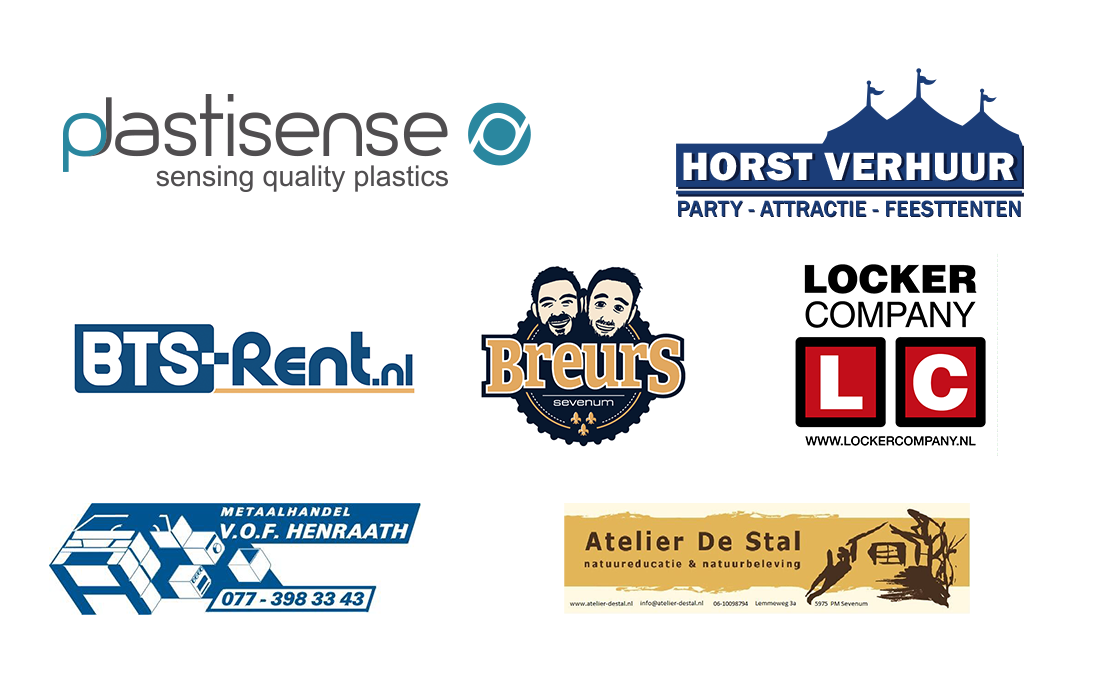 plastisense
sensing quality plastics
HORST VERHUUR
PARTY - ATTRACTIE - FEESTTENTEN
BTS-Rent.nl
Breurs
sevenum
LOCKER
COMPANY
L C
WWW.LOCKERCOMPANY.NL
METAALHANDEL
V.O.F. HENRAATH
077 - 398 33 43
Atelier De Stal
natuureducatie & natuurbeleving
www.atelier-destal.nl info@atelier-destal.nl 06-10098794 Lemmeweg 3a 5975 PM Sevenum